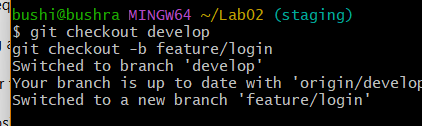 bushi@bushra MINGW64 ~/Lab02 (staging)
$ git checkout develop
git checkout -b feature/login
Switched to branch 'develop'
Your branch is up to date with 'origin/develop
Switched to a new branch 'feature/login'